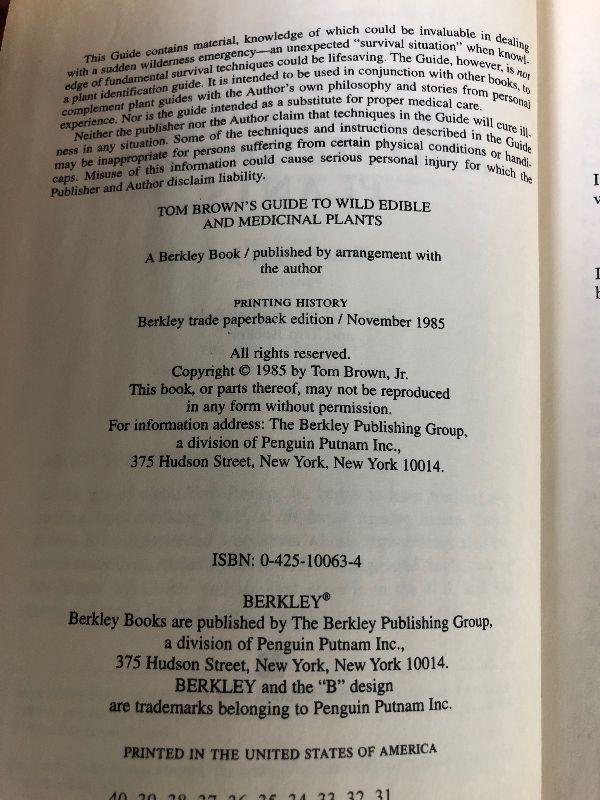 This Guide contains material, knowledge of which could be invaluable in dealing
with a sudden wilderness emergency—an unexpected "survival situation" when knowl-
edge of fundamental survival techniques could be lifesaving. The Guide, however, is not
a plant identification guide. It is intended to be used in conjunction with other books, to
complement plant guides with the Author's own philosophy and stories from personal
experience. Nor is the guide intended as a substitute for proper medical care.
Neither the publisher nor the Author claim that techniques in the Guide will cure ill-
ness in any situation. Some of the techniques and instructions described in the Guide
may be inappropriate for persons suffering from certain physical conditions or handi-
caps. Misuse of this information could cause serious personal injury for which the
Publisher and Author disclaim liability.
TOM BROWN'S GUIDE TO WILD EDIBLE
AND MEDICINAL PLANTS
A Berkley Book / published by arrangement with
the author
PRINTING HISTORY
Berkley trade paperback edition / November 1985
All rights reserved.
Copyright © 1985 by Tom Brown, Jr.
This book, or parts thereof, may not be reproduced
in any form without permission.
For information address: The Berkley Publishing Group,
a division of Penguin Putnam Inc.,
375 Hudson Street, New York, New York 10014.
ISBN: 0-425-10063-4
BERKLEY®
Berkley Books are published by The Berkley Publishing Group,
a division of Penguin Putnam Inc.,
375 Hudson Street, New York, New York 10014.
BERKLEY and the "B" design
are trademarks belonging to Penguin Putnam Inc.
PRINTED IN THE UNITED STATES OF AMERICA
40 39 38 37 36 35 34 33 32 31